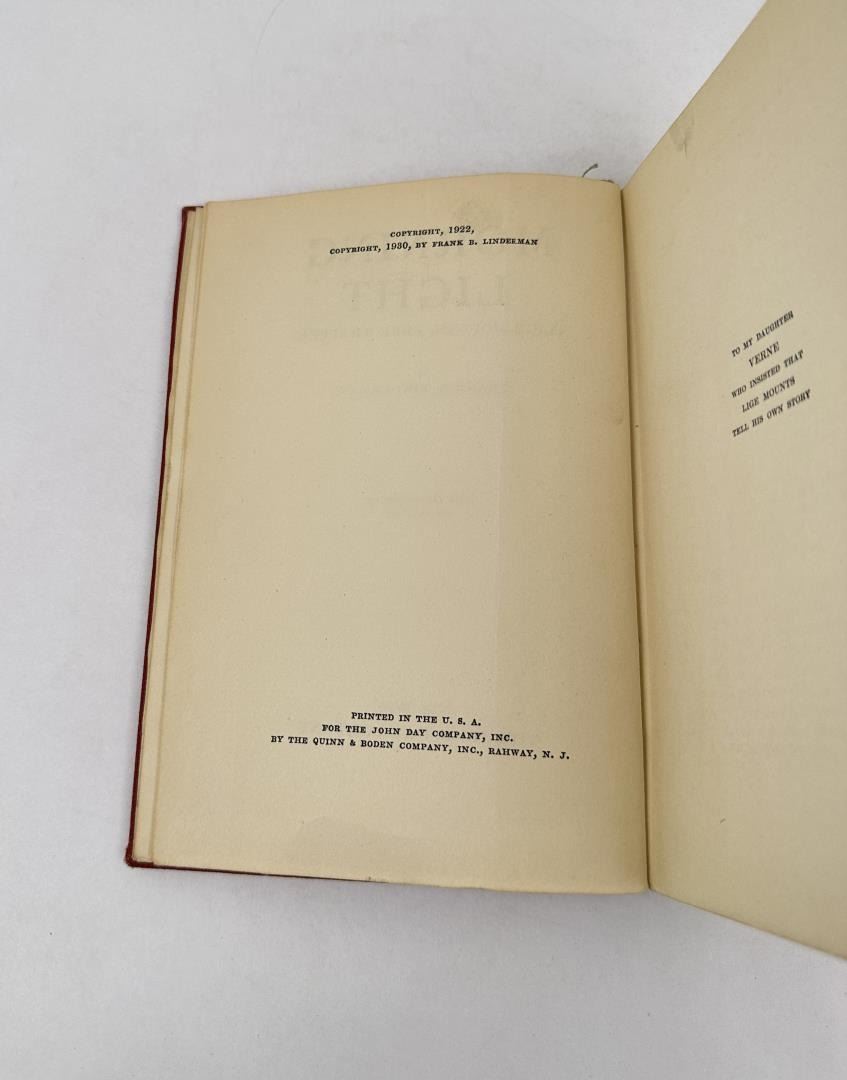 COPYRIGHT, 1922,
COPYRIGHT, 1930, BY FRANK B. LINDERMAN
LIGHT
PRINTED IN THE U. S. A.
FOR THE JOHN DAY COMPANY, INC.
BY THE QUINN & BODEN COMPANY, INC., RAHWAY, N. J.
TO MY DAUGHTER
VERNE
WHO INSISTED THAT
LIGE MOUNTS
TELL HIS OWN STORY